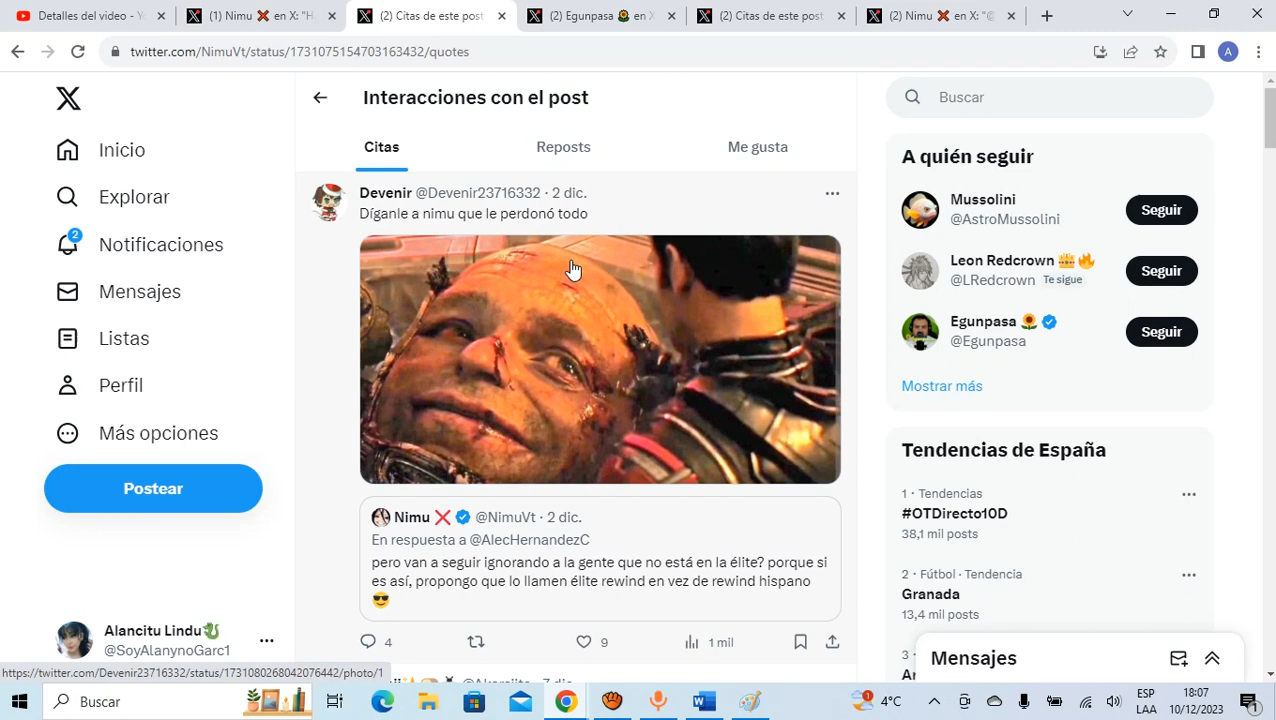 Detalles del video - Yo
(1) Nimu ❌ en X: "H
(2) Citas de este post
(2) Egunpasa 🌻 en X
(2) Citas de este post
(2) Nimu ❌ en X: "@
twitter.com/NimuVt/status/1731075154703163432/quotes
A
Inicio
Explorar
2
Notificaciones
Mensajes
Listas
Perfil
Más opciones
Postear
Alancitu Lindu🐉
@SoyAlanynoGarc1
Interacciones con el post
Citas
Reposts
Me gusta
Devenir @Devenir23716332 · 2 dic.
Díganle a nimu que le perdonó todo
Nimu ❌ @NimuVt · 2 dic.
En respuesta a @AlecHernandezC
pero van a seguir ignorando a la gente que no está en la élite? porque si
es así, propongo que lo llamen élite rewind en vez de rewind hispano
😎
4
9
1 mil
Buscar
A quién seguir
Mussolini
@AstroMussolini
Seguir
Leon Redcrown 👑🔥
@LRedcrown Te sigue
Seguir
Egunpasa 🌻
@Egunpasa
Seguir
Mostrar más
Tendencias de España
1 · Tendencias
#OTDirecto10D
38,1 mil posts
2 · Fútbol · Tendencia
Granada
13,4 mil posts
3 ·
Mensajes
https://twitter.com/Devenir23716332/status/1731080268042076442/photo/1
Buscar
1
4°C
ESP
LAA
18:07
10/12/2023
1